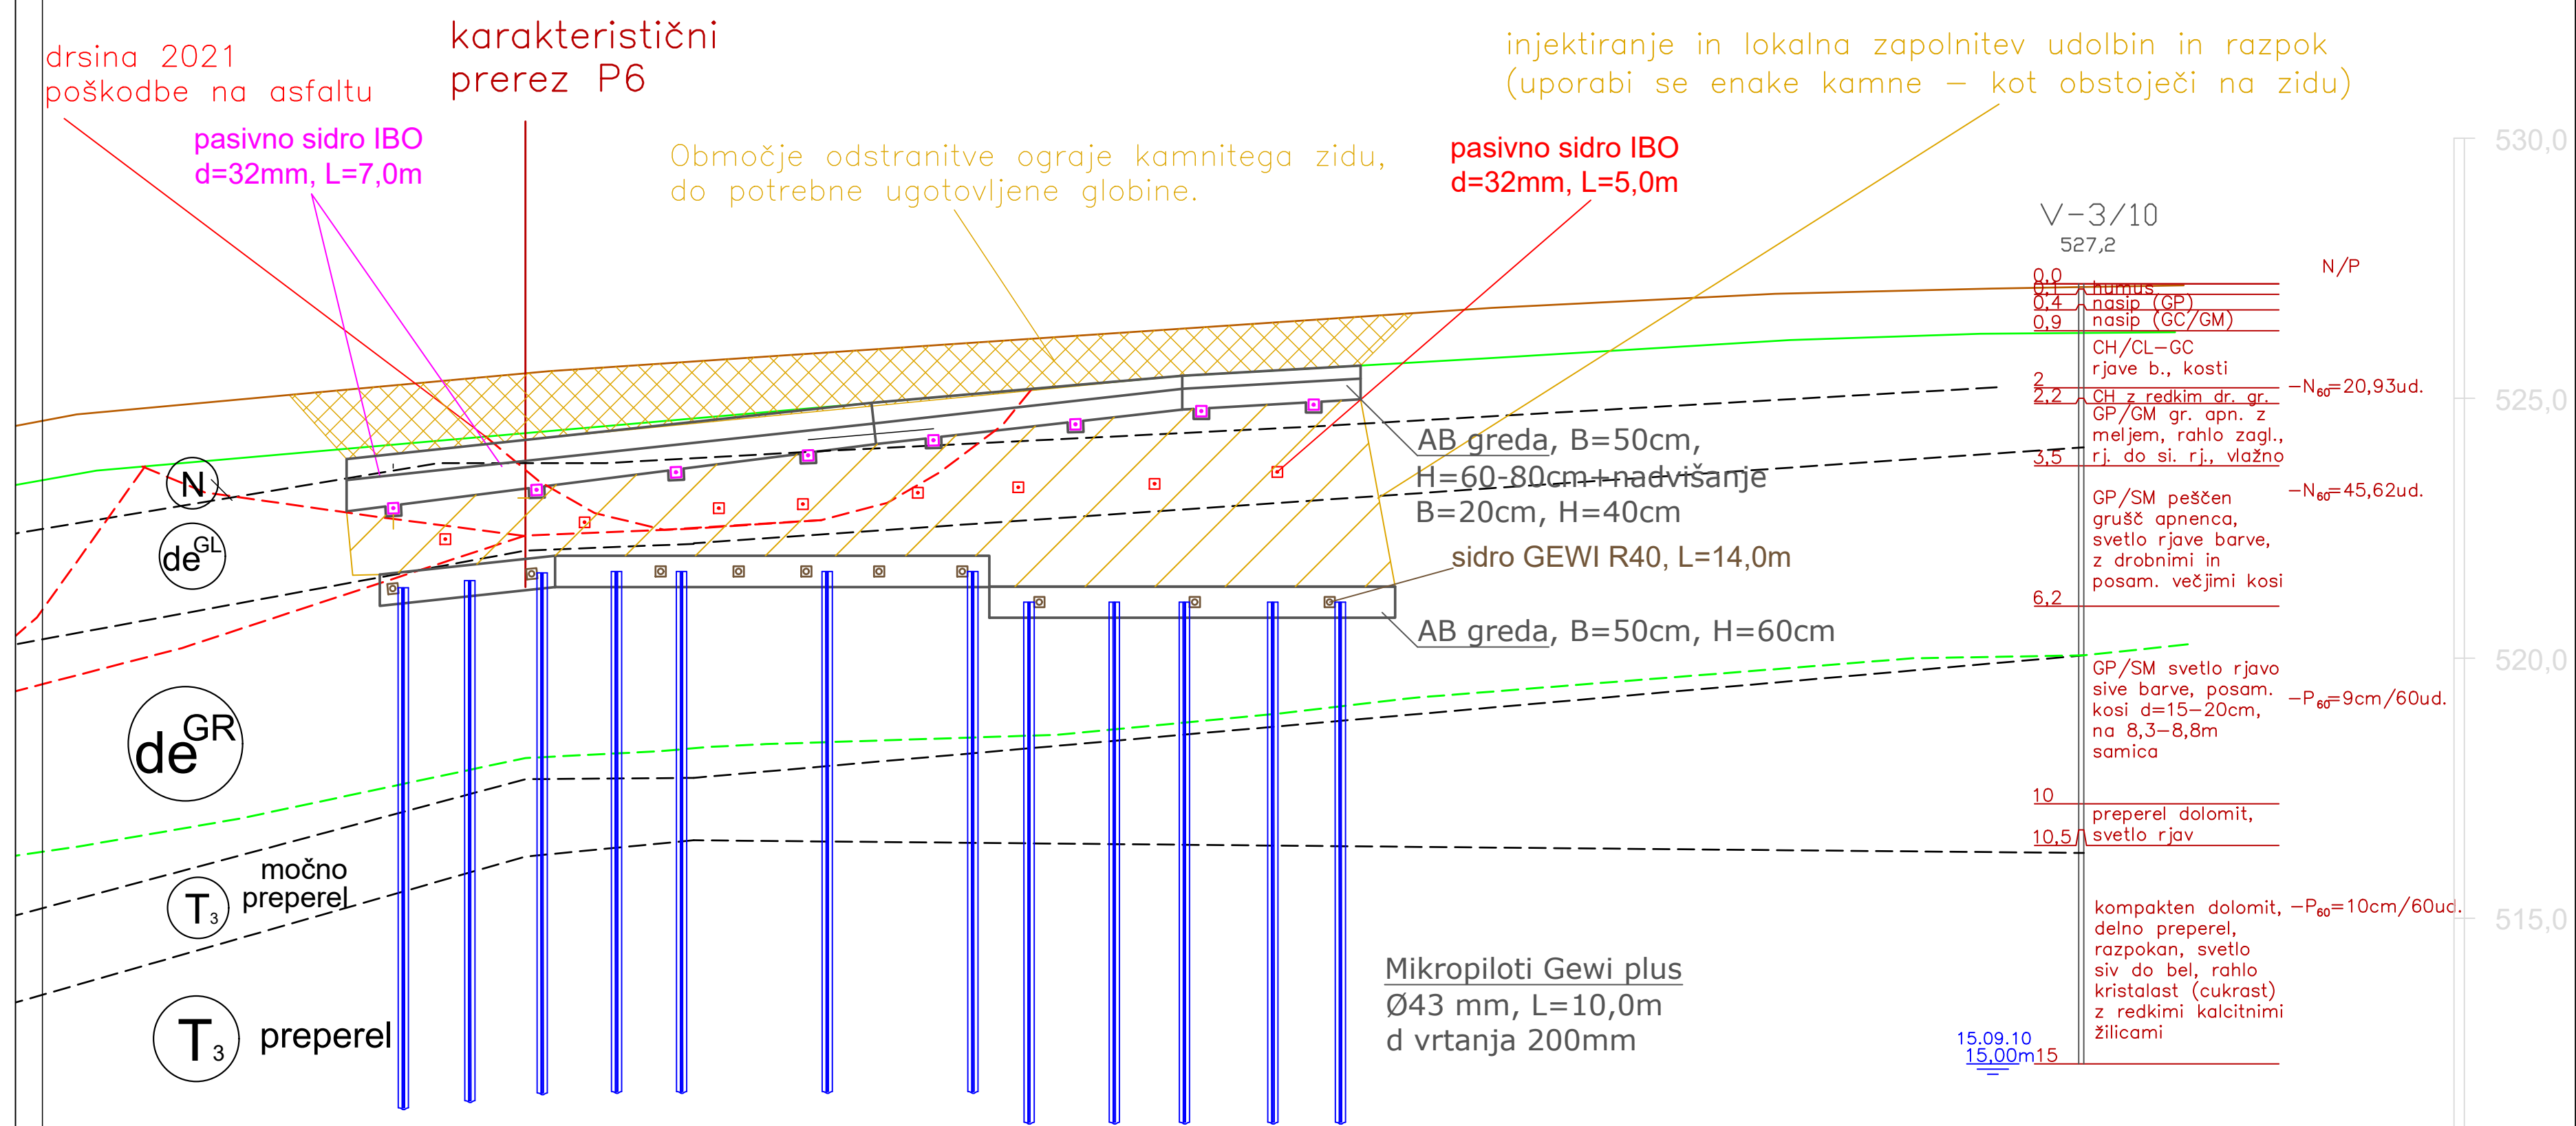 drsina 2021
poškodbe na asfaltu
karakteristični
prerez P6
pasivno sidro IBO
d=32mm, L=7,0m
Območje odstranitve ograje kamnitega zidu,
do potrebne ugotovljene globine.
injektiranje in lokalna zapolnitev udolbin in razpok
(uporabi se enake kamne – kot obstoječi na zidu)
pasivno sidro IBO
d=32mm, L=5,0m
AB greda, B=50cm,
H=60-80cm+nadvišanje
B=20cm, H=40cm
sidro GEWI R40, L=14,0m
AB greda, B=50cm, H=60cm
Mikropiloti Gewi plus
Ø43 mm, L=10,0m
d vrtanja 200mm
N
de GL
de GR
T3
močno
preperel
T3
preperel
V-3/10
527,2
N/P
0,0
0,1 humus
0,4 nasip (GP)
0,9 nasip (GC/GM)
CH/CL-GC
rjave b., kosti
2
-N60=20,93ud.
2,2 CH z redkim dr. gr.
GP/GM gr. apn. z
meljem, rahlo zagl.,
rj. do si. rj., vlažno
3,5
-N60=45,62ud.
GP/SM peščen
grušč apnenca,
svetlo rjave barve,
z drobnimi in
posam. večjimi kosi
6,2
GP/SM svetlo rjavo
sive barve, posam.
kosi d=15-20cm,
na 8,3-8,8m
samica
-P60=9cm/60ud.
10
preperel dolomit,
svetlo rjav
10,5
kompakten dolomit,
delno preperel,
razpokan, svetlo
siv do bel, rahlo
kristalast (cukrast)
z redkimi kalcitnimi
žilicami
-P60=10cm/60ud.
15.09.10
15,00m
15
530,0
525,0
520,0
515,0